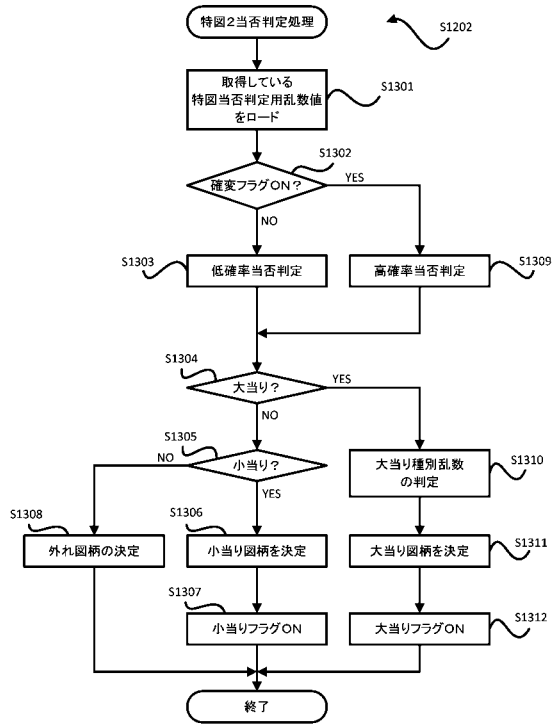 特図２当否判定処理
S1202
取得している
特図当否判定用乱数値
をロード
S1301
S1302
確変フラグＯＮ？
YES
NO
S1303
低確率当否判定
高確率当否判定
S1309
S1304
大当り？
YES
NO
S1305
NO
小当り？
YES
大当り種別乱数
の判定
S1310
S1308
外れ図柄の決定
S1306
小当り図柄を決定
大当り図柄を決定
S1311
S1307
小当りフラグＯＮ
大当りフラグＯＮ
S1312
終了